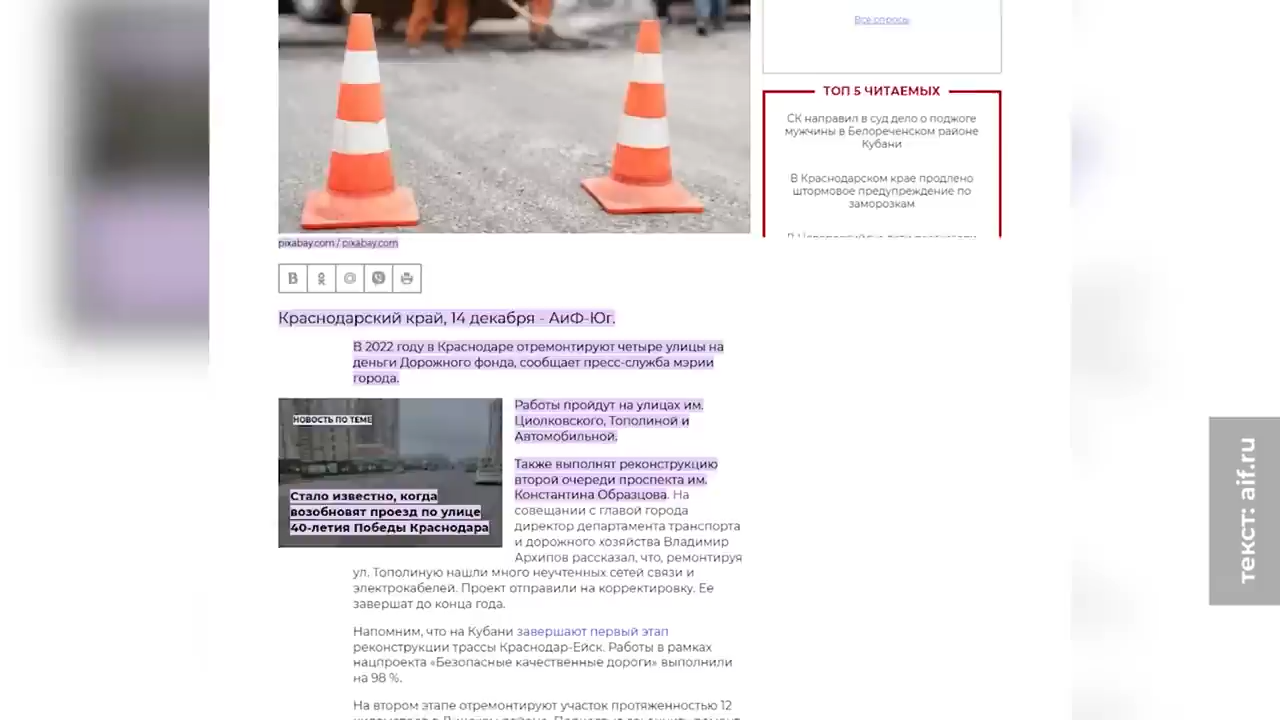 Все опросы
ТОП 5 ЧИТАЕМЫХ
СК направил в суд дело о поджоге
мужчины в Белореченском районе
Кубани
В Краснодарском крае продлено
штормовое предупреждение по
заморозкам
pixabay.com / pixabay.com
Краснодарский край, 14 декабря - АиФ-Юг.
В 2022 году в Краснодаре отремонтируют четыре улицы на
деньги Дорожного фонда, сообщает пресс-служба мэрии
города.
НОВОСТЬ ПО ТЕМЕ
Стало известно, когда
возобновят проезд по улице
40-летия Победы Краснодара
Работы пройдут на улицах им.
Циолковского, Тополиной и
Автомобильной.
Также выполнят реконструкцию
второй очереди проспекта им.
Константина Образцова. На
совещании с главой города
директор департамента транспорта
и дорожного хозяйства Владимир
Архипов рассказал, что, ремонтируя
ул. Тополиную нашли много неучтенных сетей связи и
электрокабелей. Проект отправили на корректировку. Ее
завершат до конца года.
Напомним, что на Кубани завершают первый этап
реконструкции трассы Краснодар-Ейск. Работы в рамках
нацпроекта «Безопасные качественные дороги» выполнили
на 98 %.
На втором этапе отремонтируют участок протяженностью 12
текст: aif.ru